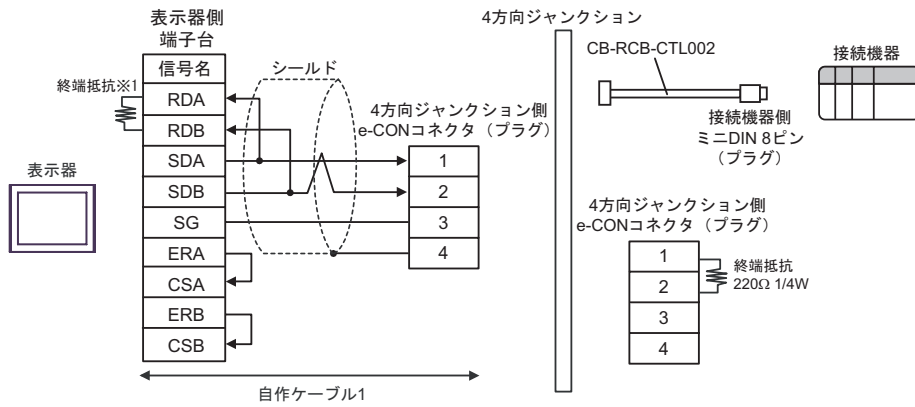 表示器側
端子台
信号名
RDA
RDB
SDA
SDB
SG
ERA
CSA
ERB
CSB
終端抵抗※1
シールド
表示器
4方向ジャンクション側
e-CONコネクタ（プラグ）
1
2
3
4
自作ケーブル1
4方向ジャンクション
CB-RCB-CTL002
接続機器側
ミニDIN 8ピン
（プラグ）
接続機器
4方向ジャンクション側
e-CONコネクタ（プラグ）
1
2
3
4
終端抵抗
220Ω 1/4W